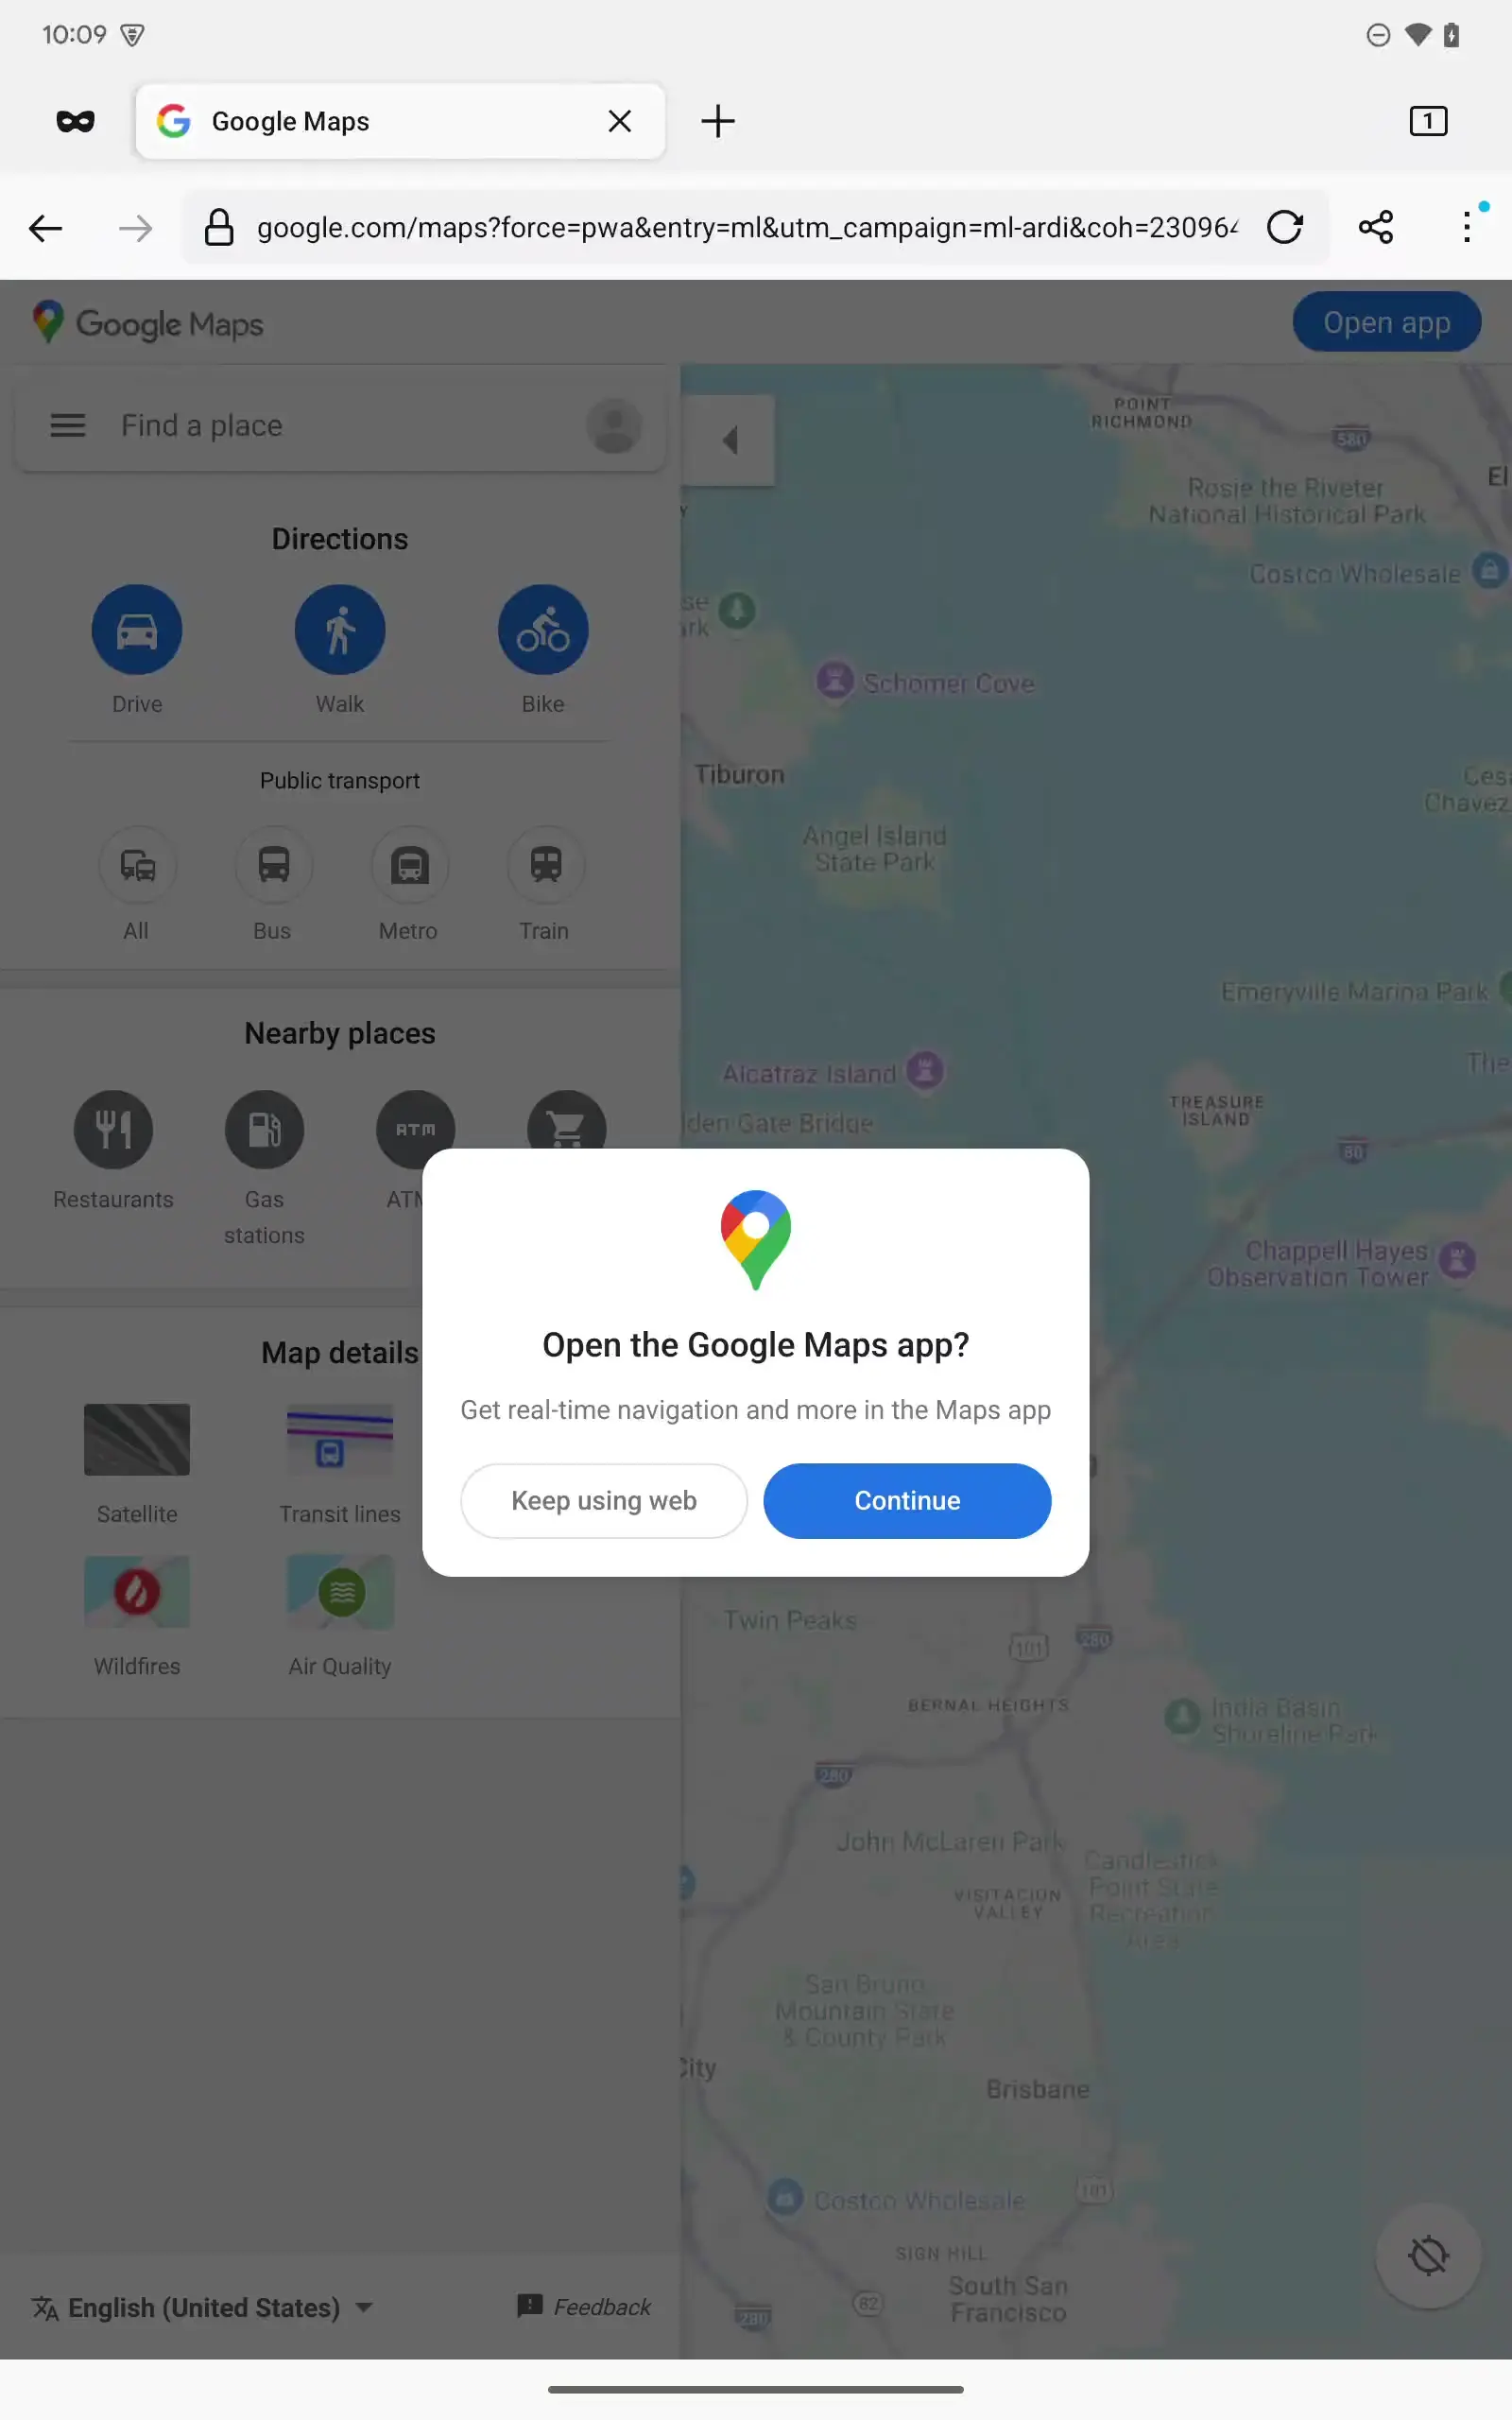 10:09
Google Maps
1
google.com/maps?force=pwa&entry=ml&utm_campaign=ml-ardi&coh=23096
Google Maps
Open app
Find a place
Directions
Drive
Walk
Bike
Public transport
All
Bus
Metro
Train
Nearby places
ATM
Restaurants
Gas
stations
Map details
Satellite
Transit lines
Wildfires
Air Quality
English (United States)
Feedback
Open the Google Maps app?
Get real-time navigation and more in the Maps app
Keep using web
Continue
POINT
RICHMOND
580
El
Rosie the Riveter
National Historical Park
Costco Wholesale
Schomer Cove
Tiburon
Chavez
Angel Island
State Park
Emeryville Marina Park
The
Alcatraz Island
TREASURE
ISLAND
Gate Bridge
80
Chappell Hayes
Observation Tower
Twin Peaks
101
280
BERNAL HEIGHTS
India Basin
Shoreline Park
280
John McLaren Park
Candlestick
Point State
Recreation
Area
VISITACION
VALLEY
San Bruno
Mountain State
& County Park
City
Brisbane
Costco Wholesale
101
SIGN HILL
South San
Francisco
82
280